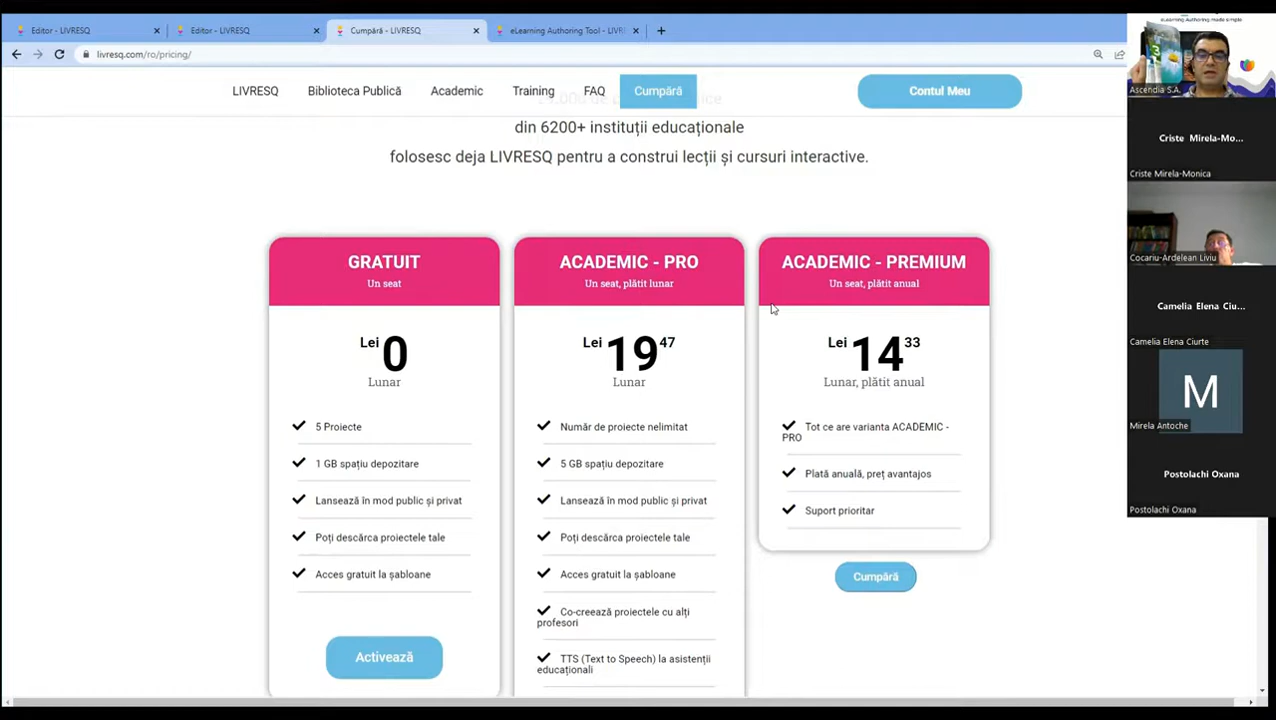 Editor - LIVRESQ
Editor - LIVRESQ
Cumpără - LIVRESQ
eLearning Authoring Tool - LIVR
livresq.com/ro/pricing/
LIVRESQ
Biblioteca Publică
Academic
Training
FAQ
Cumpără
Contul Meu
din 6200+ instituții educaționale
folosesc deja LIVRESQ pentru a construi lecții și cursuri interactive.
GRATUIT
Un seat
Lei 0
Lunar
5 Proiecte
1 GB spațiu depozitare
Lansează în mod public și privat
Poți descărca proiectele tale
Acces gratuit la șabloane
Activează
ACADEMIC - PRO
Un seat, plătit lunar
Lei 19 47
Lunar
Număr de proiecte nelimitat
5 GB spațiu depozitare
Lansează în mod public și privat
Poți descărca proiectele tale
Acces gratuit la șabloane
Co-creează proiectele cu alți
profesori
TTS (Text to Speech) la asistenții
educaționali
ACADEMIC - PREMIUM
Un seat, plătit anual
Lei 14 33
Lunar, plătit anual
Tot ce are varianta ACADEMIC -
PRO
Plată anuală, preț avantajos
Suport prioritar
Cumpără
eLearning Authoring made simple
3
Ascendia S.A.
Criste Mirela-Mo...
Criste Mirela-Monica
Cocariu-Ardelean Liviu
Camelia Elena Ciu...
Camelia Elena Ciurte
M
Mirela Antoche
Postolachi Oxana
Postolachi Oxana